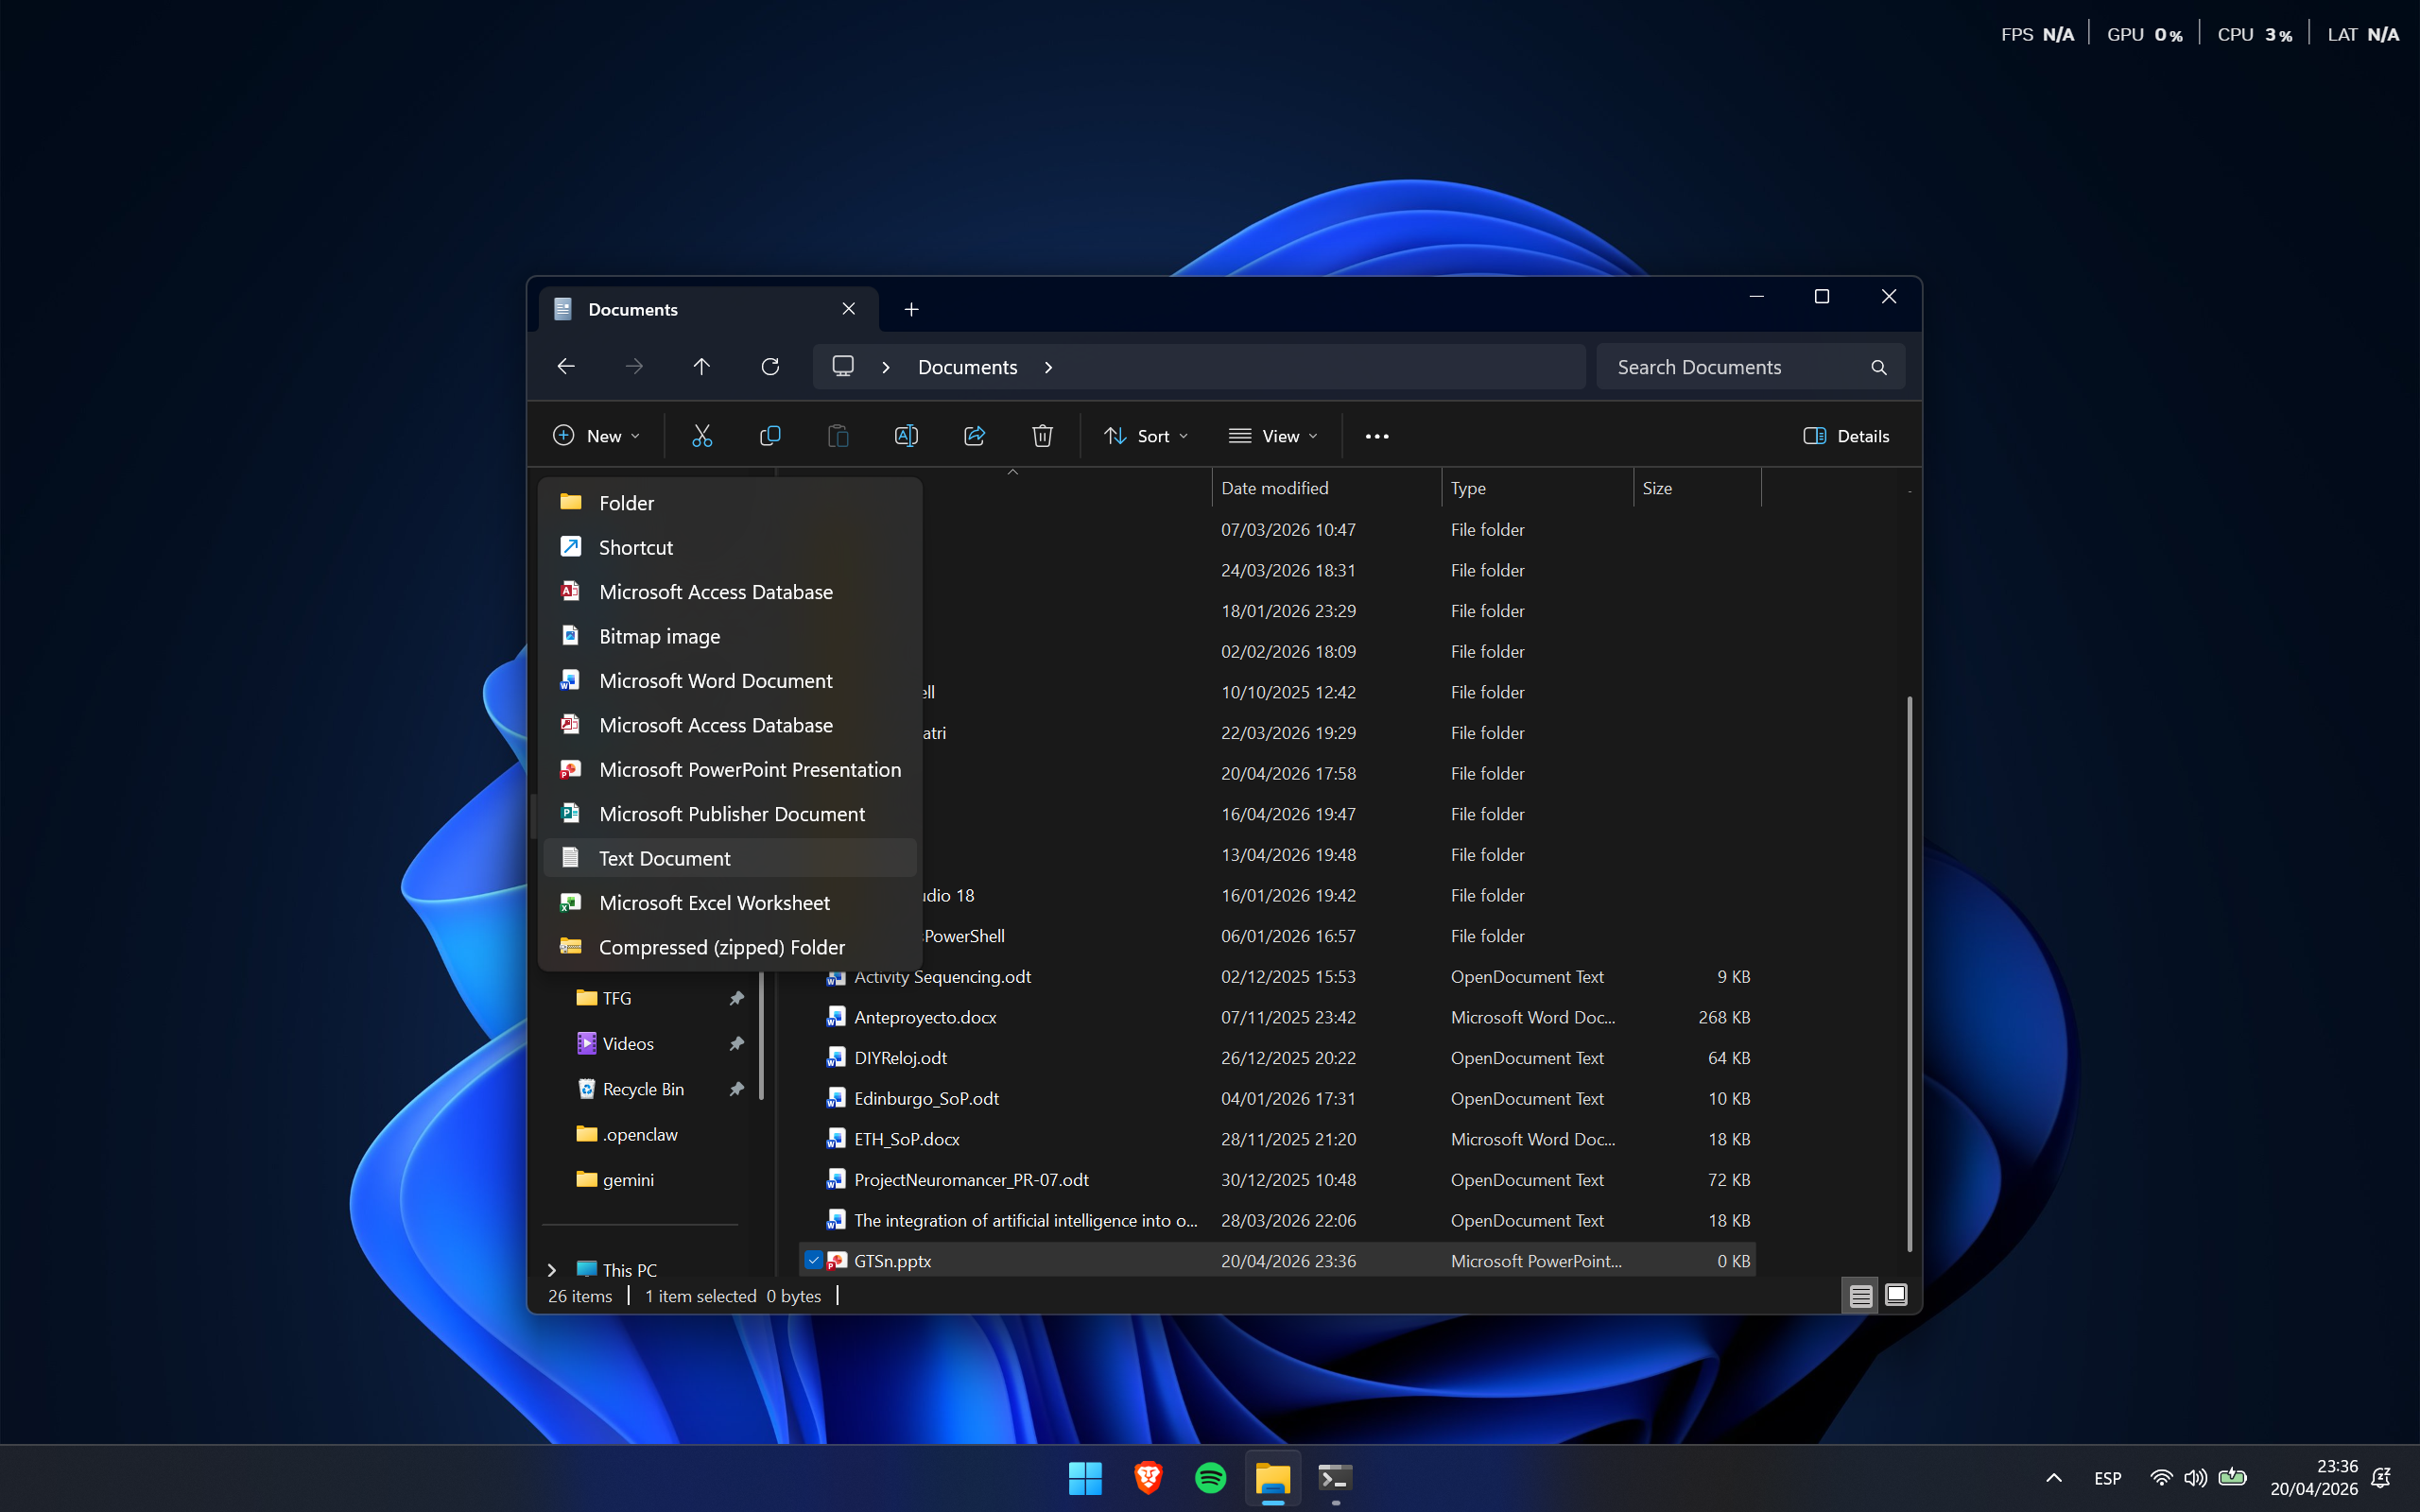 FPS N/A GPU 0% CPU 3% LAT N/A
Documents
Documents
Search Documents
New
Sort
View
Details
Date modified Type Size
Folder
Shortcut
Microsoft Access Database
Bitmap image
Microsoft Word Document
Microsoft Access Database
Microsoft PowerPoint Presentation
Microsoft Publisher Document
Text Document
Microsoft Excel Worksheet
Compressed (zipped) Folder
07/03/2026 10:47 File folder
24/03/2026 18:31 File folder
18/01/2026 23:29 File folder
02/02/2026 18:09 File folder
ell 10/10/2025 12:42 File folder
atri 22/03/2026 19:29 File folder
20/04/2026 17:58 File folder
16/04/2026 19:47 File folder
13/04/2026 19:48 File folder
udio 18 16/01/2026 19:42 File folder
PowerShell 06/01/2026 16:57 File folder
Activity Sequencing.odt 02/12/2025 15:53 OpenDocument Text 9 KB
Anteproyecto.docx 07/11/2025 23:42 Microsoft Word Doc... 268 KB
DIYReloj.odt 26/12/2025 20:22 OpenDocument Text 64 KB
Edinburgo_SoP.odt 04/01/2026 17:31 OpenDocument Text 10 KB
ETH_SoP.docx 28/11/2025 21:20 Microsoft Word Doc... 18 KB
ProjectNeuromancer_PR-07.odt 30/12/2025 10:48 OpenDocument Text 72 KB
The integration of artificial intelligence into o... 28/03/2026 22:06 OpenDocument Text 18 KB
GTSn.pptx 20/04/2026 23:36 Microsoft PowerPoint... 0 KB
TFG
Videos
Recycle Bin
.openclaw
gemini
This PC
26 items 1 item selected 0 bytes
ESP
23:36
20/04/2026